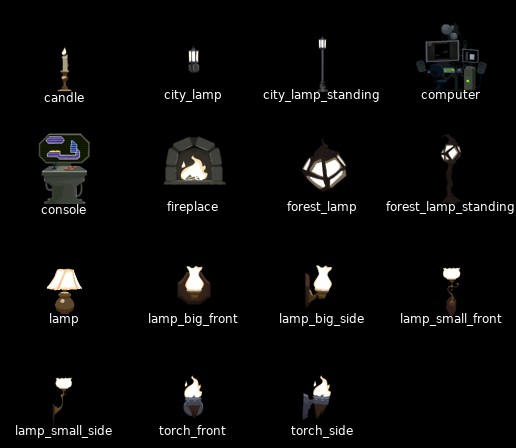 candle
city_lamp
city_lamp_standing
computer
console
fireplace
forest_lamp
forest_lamp_standing
lamp
lamp_big_front
lamp_big_side
lamp_small_front
lamp_small_side
torch_front
torch_side